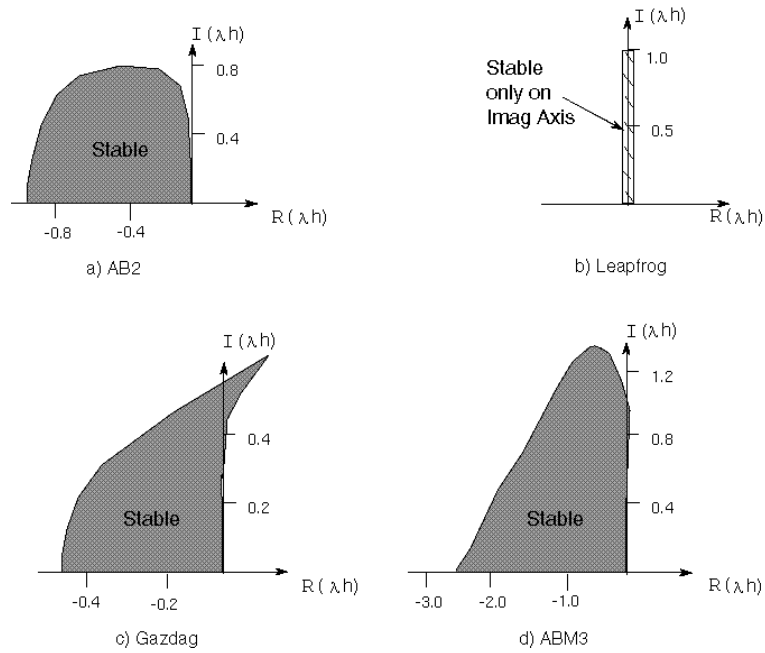 I (λh)
0.8
0.4
Stable
R (λh)
-0.8
-0.4
a) AB2
I (λh)
1.0
Stable
only on
Imag Axis
0.5
R (λh)
b) Leapfrog
I (λh)
0.4
0.2
Stable
R (λh)
-0.4
-0.2
c) Gazdag
I (λh)
1.2
0.8
0.4
Stable
R (λh)
-3.0
-2.0
-1.0
d) ABM3